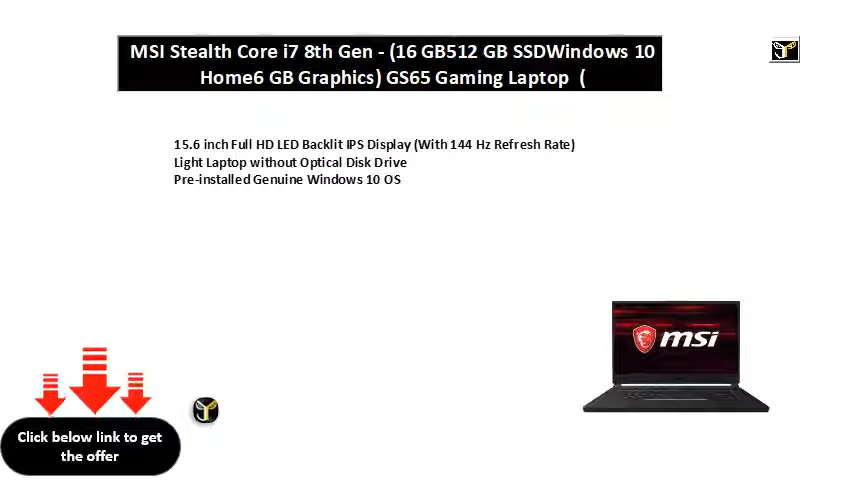 MSI Stealth Core i7 8th Gen - (16 GB512 GB SSDWindows 10
Home6 GB Graphics) GS65 Gaming Laptop (
15.6 inch Full HD LED Backlit IPS Display (With 144 Hz Refresh Rate)
Light Laptop without Optical Disk Drive
Pre-installed Genuine Windows 10 OS
msi
Click below link to get
the offer